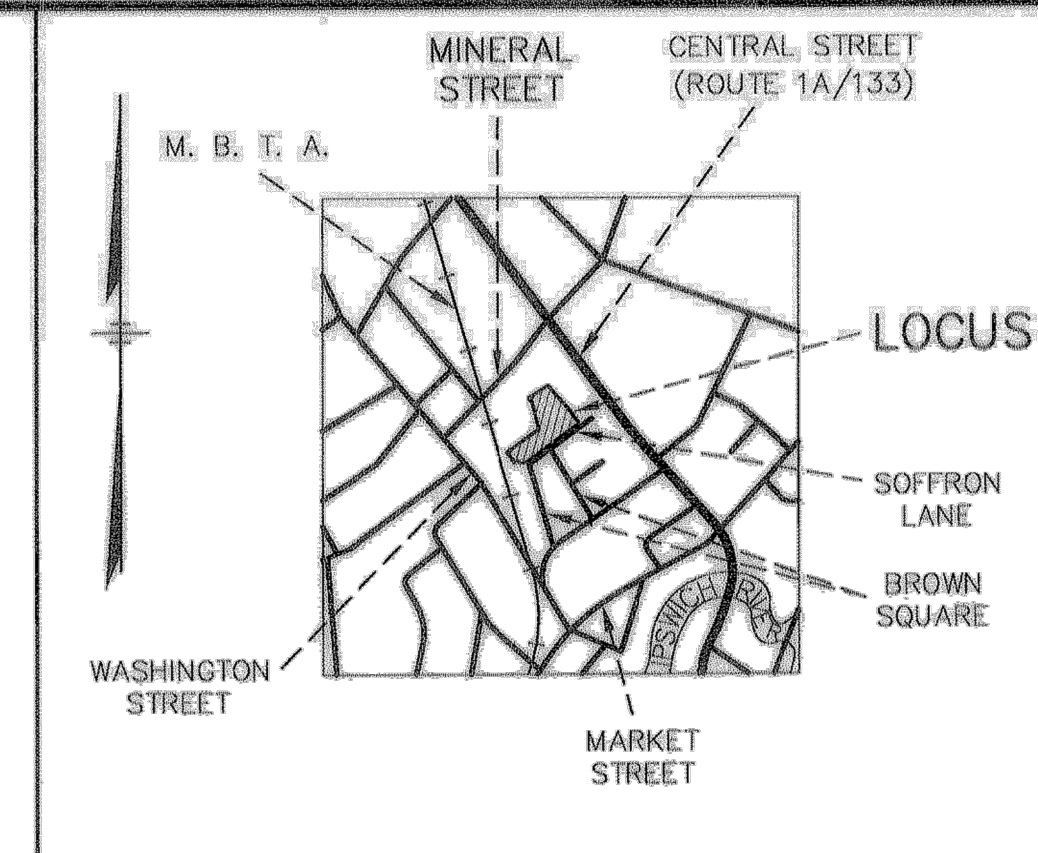 MINERAL
STREET
CENTRAL STREET
(ROUTE 1A/133)
M. B. T. A.
LOCUS
SOFFRON
LANE
BROWN
SQUARE
IPSWICH RIVER
WASHINGTON
STREET
MARKET
STREET